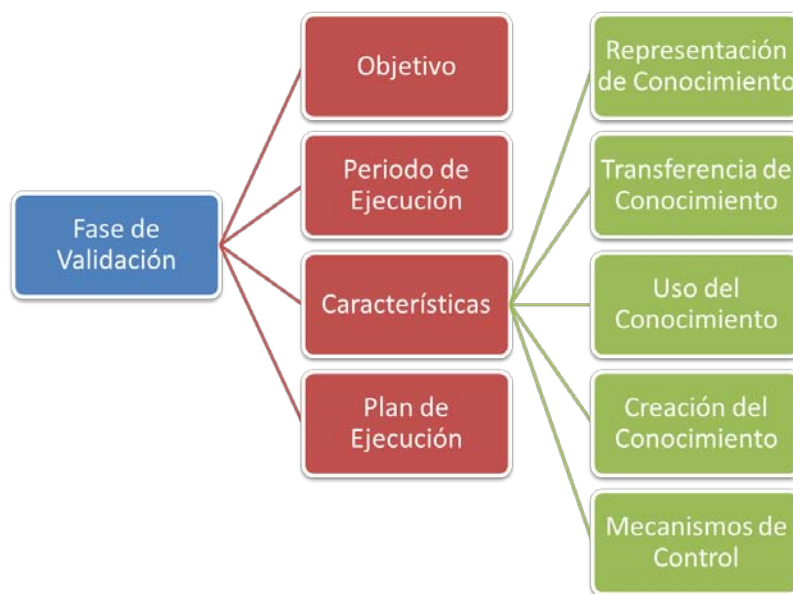 Fase de
Validación
Objetivo
Periodo de
Ejecución
Característícas
Plan de
Ejecución
Representación
de Conocimiento
Transferencia de
Conocimiento
Uso del
Conocimiento
Creación del
Conocimiento
Mecanismos de
Control